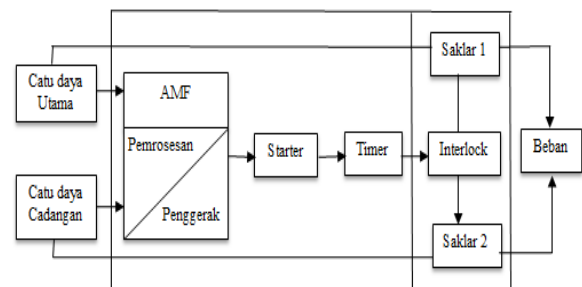 Saklar 1
Catu daya
Utama
AMF
Pemrosesan
Penggerak
Starter
Timer
Interlock
Beban
Catu daya
Cadangan
Saklar 2